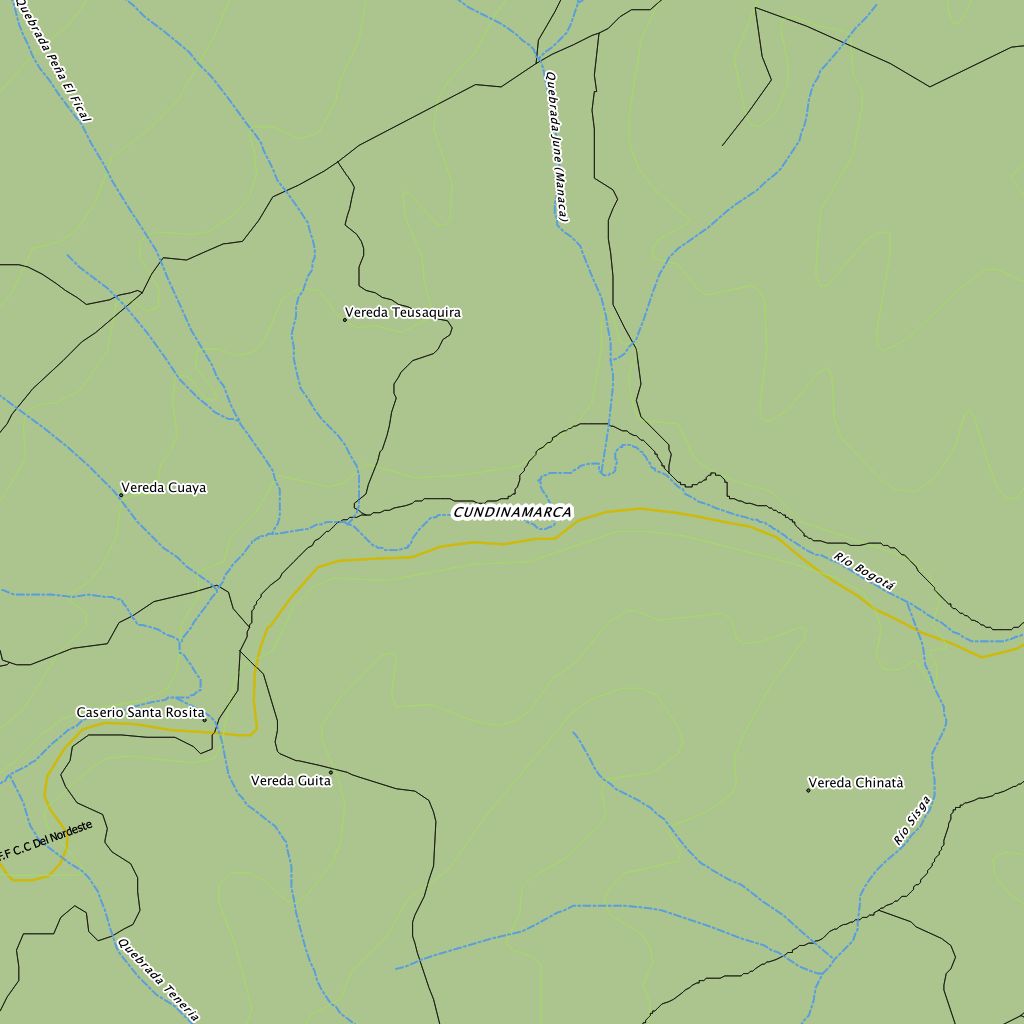 Quebrada Peña El Fical
Quebrada June (Manaca)
Vereda Teusaquira
Vereda Cuaya
CUNDINAMARCA
Río Bogotá
Caserio Santa Rosita
Vereda Guita
Vereda Chinatà
Río Sisga
F.F C.C Del Nordeste
Quebrada Tenería